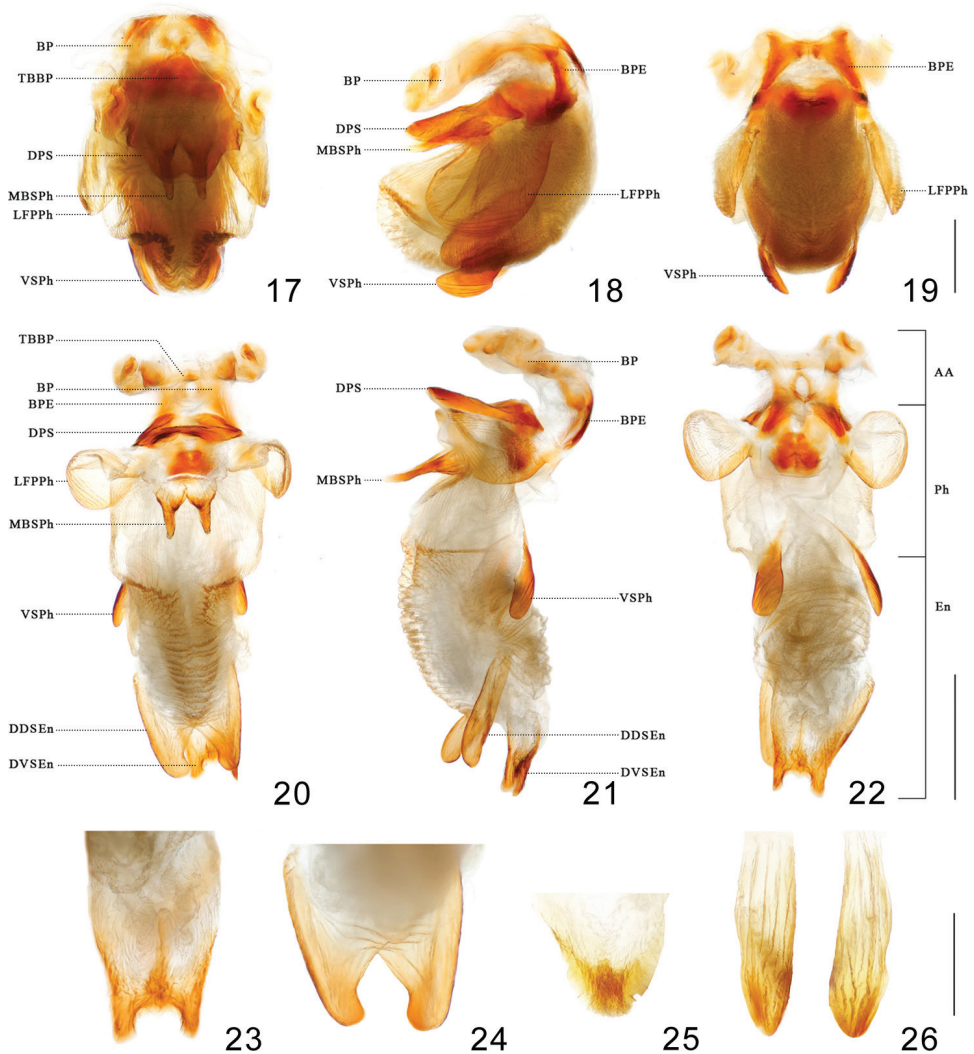 BP
TBBP
DPS
MBSPh
LFPPh
VSPh
17
BP
DPS
MBSPh
VSPh
BPE
LFPPh
18
VSPh
BPE
LFPPh
19
TBBP
BP
BPE
DPS
LFPPh
MBSPh
VSPh
DDSEn
DVSEn
20
DPS
MBSPh
BP
BPE
VSPh
DDSEn
DVSEn
21
AA
Ph
En
22
23
24
25
26